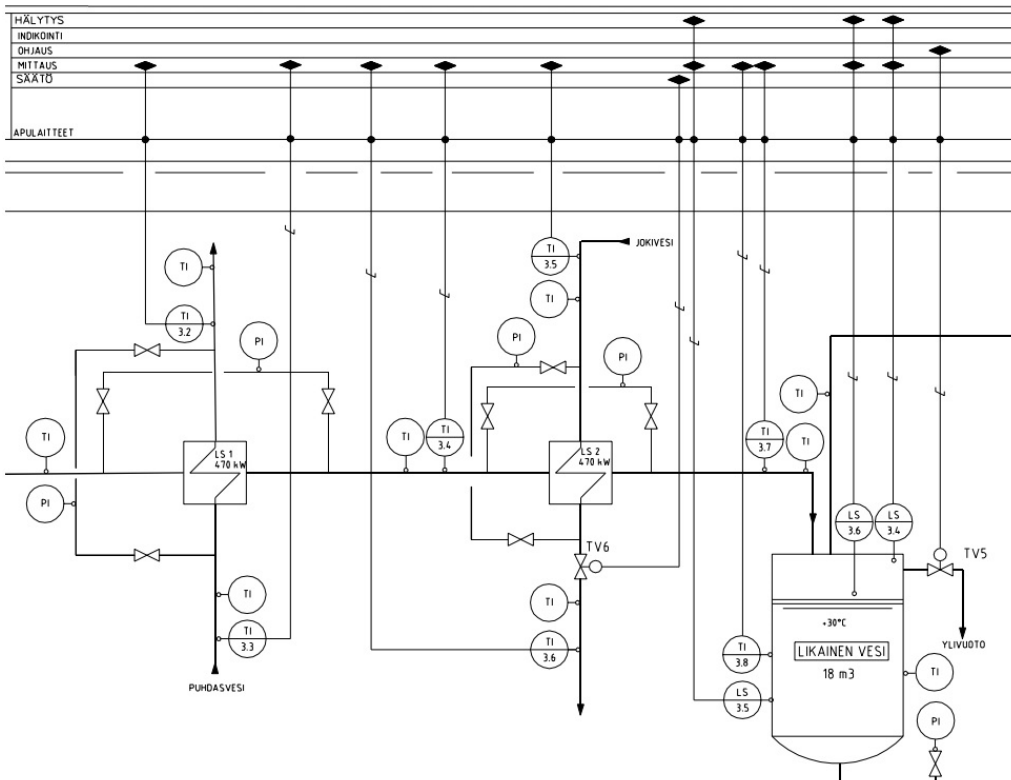 HÄLYTYS
INDIKOINTI
OHJAUS
MITTAUS
SÄÄTÖ
APULAITTEET
TI
3.5
JOKIVESI
TI
TI
TI
3.2
PI
PI
PI
TI
TI
TI
3.4
TI
3.7
TI
TI
LS 1
470 kW
LS 2
470 kW
PI
LS
3.6
LS
3.4
TV6
TV5
TI
TI
TI
3.3
TI
3.6
+30°C
LIKAINEN VESI
18 m3
TI
3.8
YLIVUOTO
TI
LS
3.5
PUHDASVESI
PI